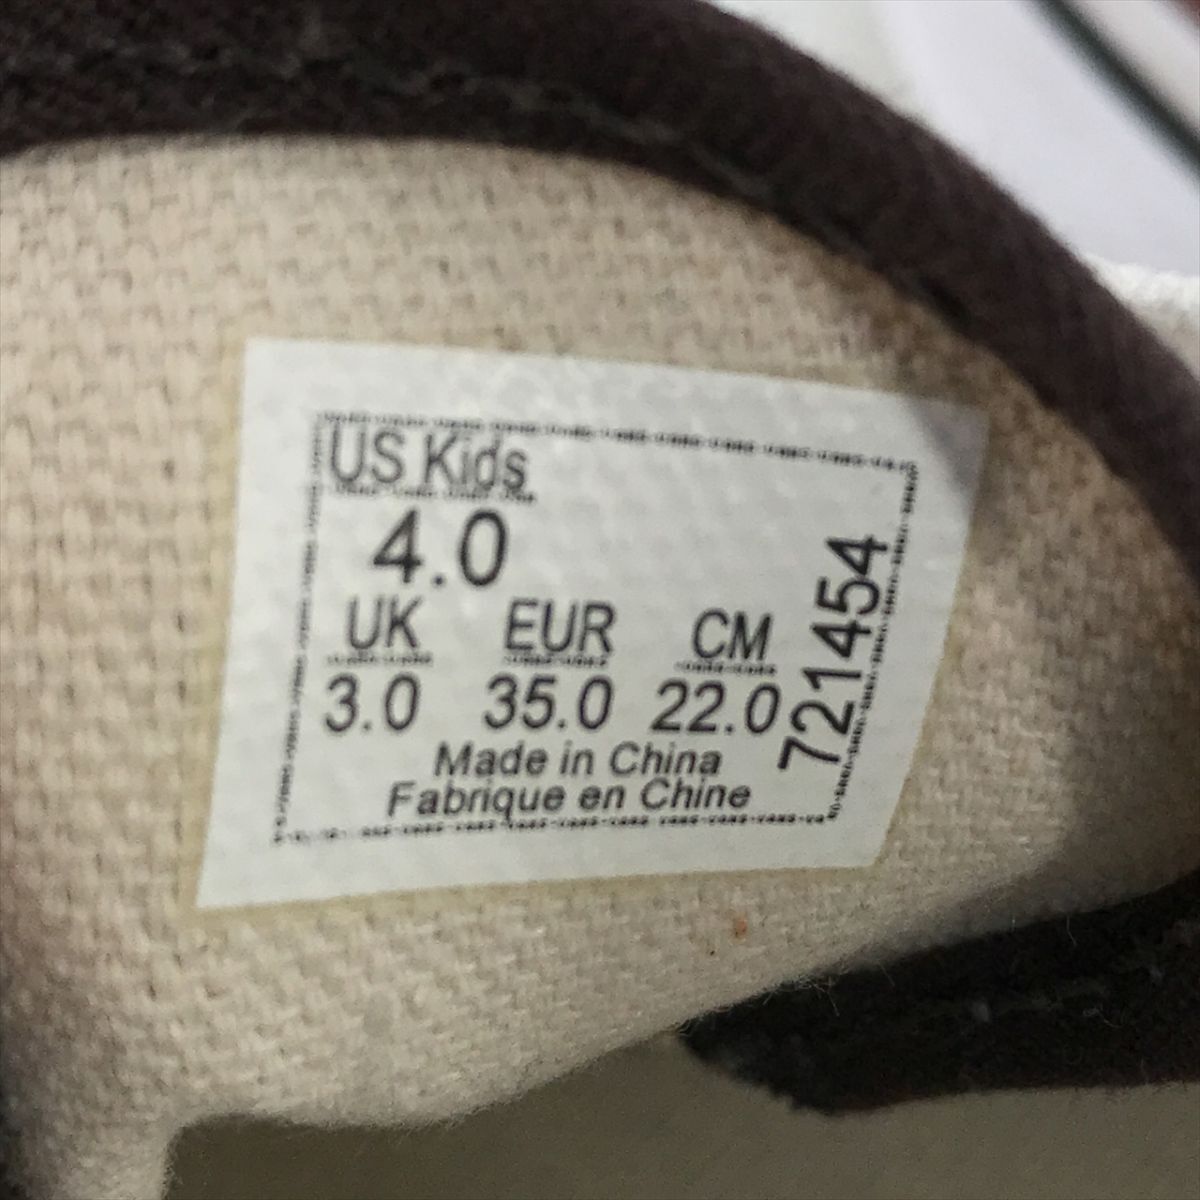 US Kids
4.0
UK EUR CM
3.0 35.0 22.0
Made in China
Fabrique en Chine
721454